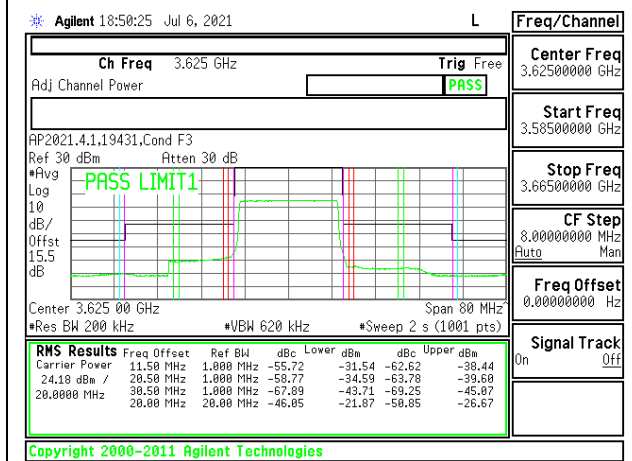 Agilent 18:50:25 Jul 6, 2021 L
Freq/Channel
Ch Freq 3.625 GHz Trig Free
Adj Channel Power PASS
Center Freq
3.62500000 GHz
Start Freq
3.58500000 GHz
Stop Freq
3.66500000 GHz
CF Step
8.00000000 MHz
Auto Man
Freq Offset
0.00000000 Hz
Signal Track
On Off
AP2021.4.1,19431,Cond F3
Ref 30 dBm Atten 30 dB
#Avg
Log
10
dB/
Offst
15.5
dB
PASS LIMIT1
Center 3.625 00 GHz Span 80 MHz^
#Res BW 200 kHz #VBW 620 kHz #Sweep 2 s (1001 pts)
RMS Results Freq Offset Ref BW dBc Lower dBm dBc Upper dBm
Carrier Power 11.50 MHz 1.000 MHz -55.72 -31.54 -62.62 -38.44
24.18 dBm / 20.50 MHz 1.000 MHz -58.77 -34.59 -63.78 -39.60
20.0000 MHz 30.50 MHz 1.000 MHz -67.89 -43.71 -69.25 -45.07
20.00 MHz 20.00 MHz -46.05 -21.87 -50.85 -26.67
Copyright 2000-2011 Agilent Technologies